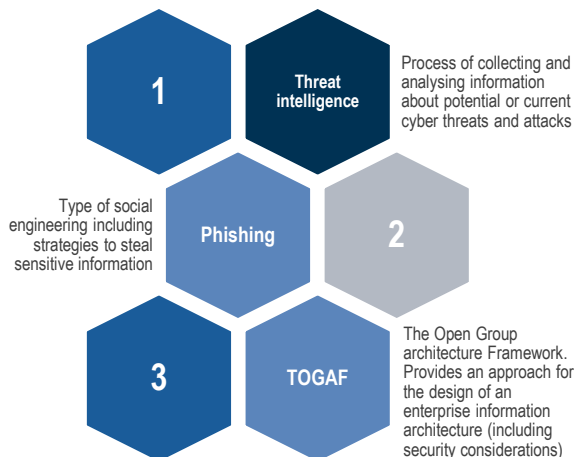 1
Threat
intelligence
Process of collecting and
analysing information
about potential or current
cyber threats and attacks
Type of social
engineering including
strategies to steal
sensitive information
Phishing
2
3
TOGAF
The Open Group
architecture Framework.
Provides an approach for
the design of an
enterprise information
architecture (including
security considerations)